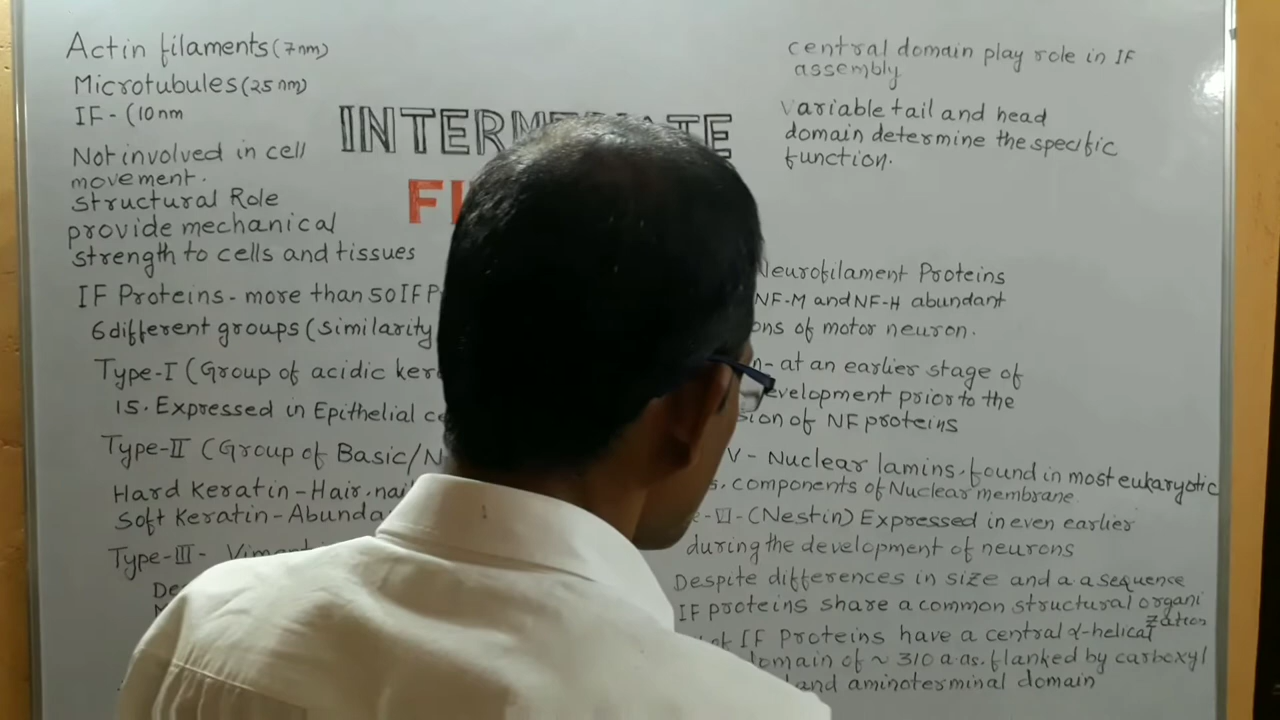 Actin filaments (7nm)
Microtubules (25 nm)
IF - (10 nm
Not involved in cell
movement.
structural Role
provide mechanical
strength to cells and tissues
IF Proteins - more than 50 IF P
6 different groups (similarity
Type-I (Group of acidic ker
15. Expressed in Epithelial ce
Type-II (Group of Basic/N
Hard Keratin - Hair, nai
Soft Keratin - Abunda
Type-III -
INTERMEDIATE
FI
central domain play role in IF
assembly
variable tail and head
domain determine the specific
function.
Neurofilament Proteins
NF-M and NF-H abundant
ons of motor neuron.
n - at an earlier stage of
evelopment prior to the
sion of NF proteins
V - Nuclear lamins. found in most eukaryotic
s. components of Nuclear membrane.
e - VI - (Nestin) Expressed in even earlier
during the development of neurons
Despite differences in size and a a sequence
IF proteins share a common structural organi
zation
IF Proteins have a central α-helical
domain of ~ 310 a.as. flanked by carboxyl
and aminoterminal domain